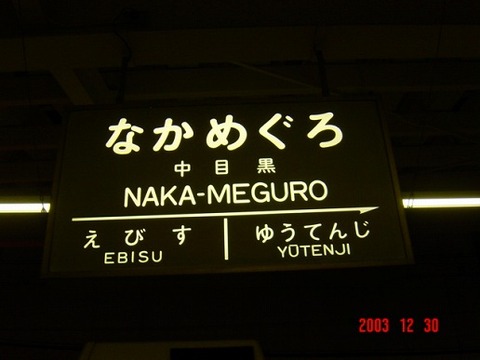 なかめぐろ
中目黒
NAKA-MEGURO
えびす ゆうてんじ
EBISU YŪTENJI
2003 12 30